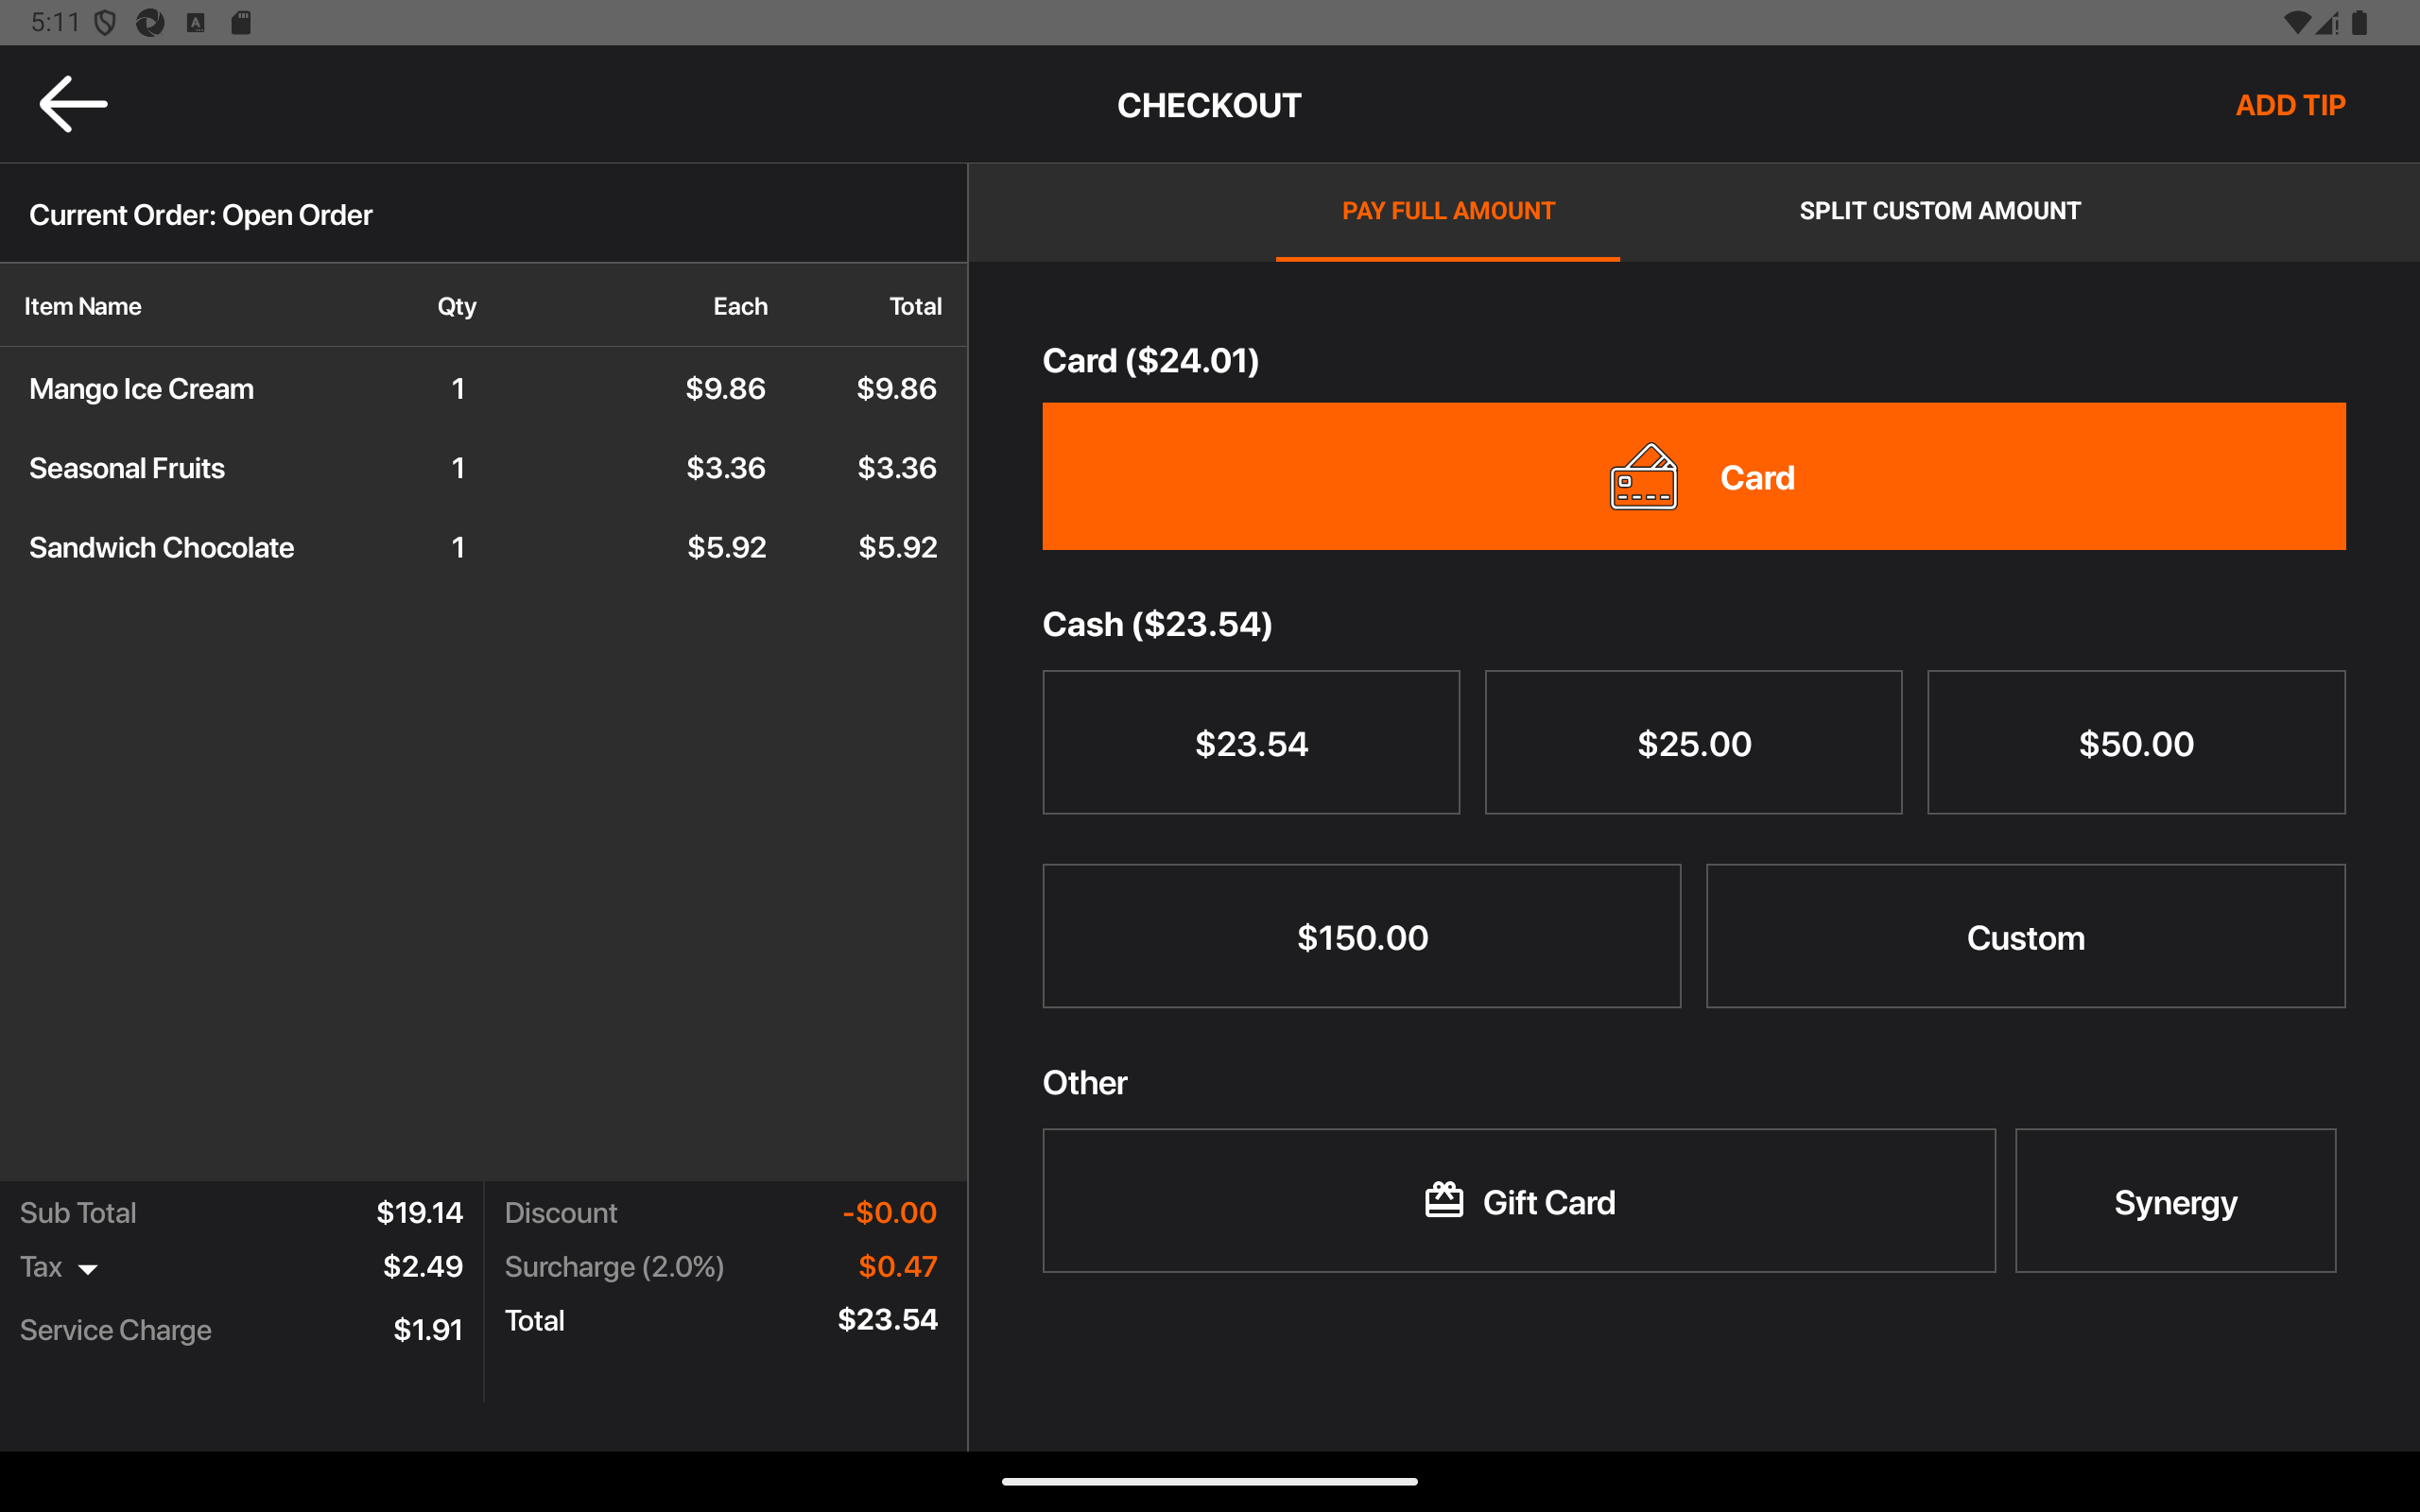 5:11
CHECKOUT
ADD TIP
Current Order: Open Order
PAY FULL AMOUNT
SPLIT CUSTOM AMOUNT
Item Name Qty Each Total
Mango Ice Cream 1 $9.86 $9.86
Seasonal Fruits 1 $3.36 $3.36
Sandwich Chocolate 1 $5.92 $5.92
Sub Total $19.14
Tax $2.49
Service Charge $1.91
Discount -$0.00
Surcharge (2.0%) $0.47
Total $23.54
Card ($24.01)
Card
Cash ($23.54)
$23.54 $25.00 $50.00
$150.00 Custom
Other
Gift Card Synergy